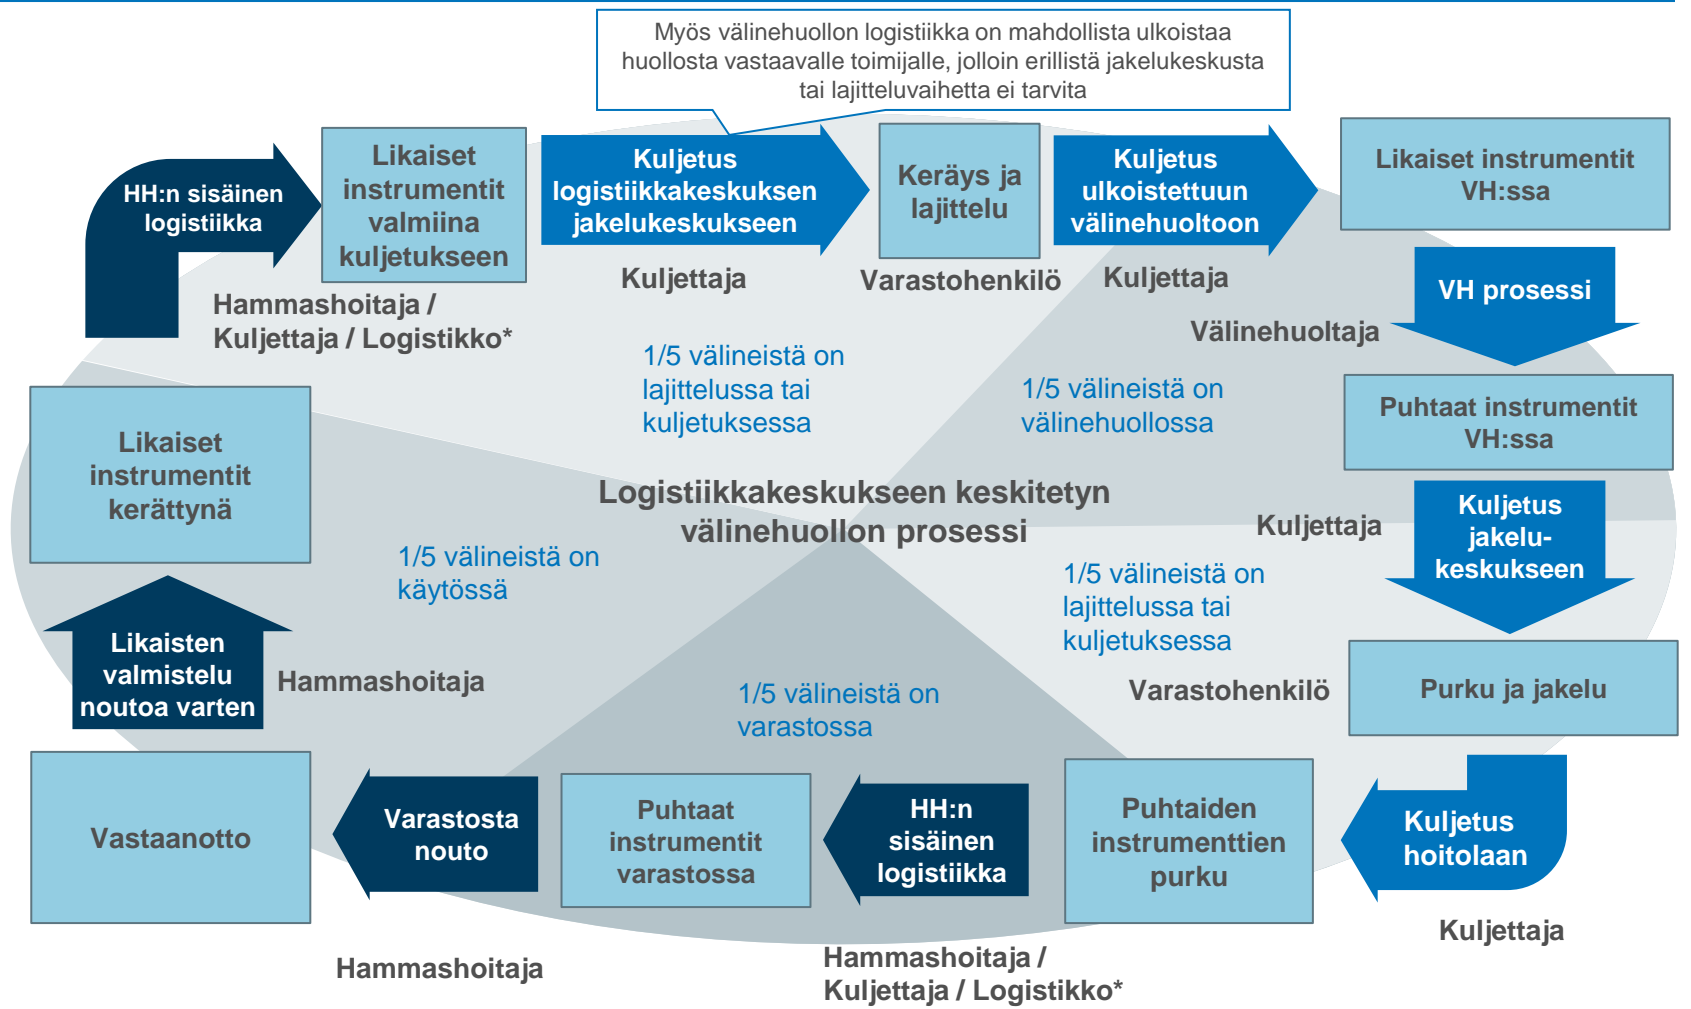 Myös välinehuollon logistiikka on mahdollista ulkoistaa
huollosta vastaavalle toimijalle, jolloin erillistä jakelukeskusta
tai lajitteluvaihetta ei tarvita
HH:n sisäinen
logistiikka
Likaiset
instrumentit
valmiina
kuljetukseen
Kuljetus
logistiikkakeskuksen
jakelukeskukseen
Keräys ja
lajittelu
Kuljetus
ulkoistettuun
välinehuoltoon
Likaiset instrumentit
VH:ssa
Hammashoitaja /
Kuljettaja / Logistikko*
Kuljettaja
Varastohenkilö
Kuljettaja
VH prosessi
Välinehuoltaja
1/5 välineistä on
lajittelussa tai
kuljetuksessa
1/5 välineistä on
välinehuollossa
Puhtaat instrumentit
VH:ssa
Likaiset
instrumentit
kerättynä
Logistiikkakeskukseen keskitetyn
välinehuollon prosessi
Kuljettaja
Kuljetus
jakelu-
keskukseen
1/5 välineistä on
käytössä
1/5 välineistä on
lajittelussa tai
kuljetuksessa
Likaisten
valmistelu
noutoa varten
Hammashoitaja
1/5 välineistä on
varastossa
Varastohenkilö
Purku ja jakelu
Vastaanotto
Varastosta
nouto
Puhtaat
instrumentit
varastossa
HH:n
sisäinen
logistiikka
Puhtaiden
instrumenttien
purku
Kuljetus
hoitolaan
Kuljettaja
Hammashoitaja
Hammashoitaja /
Kuljettaja / Logistikko*